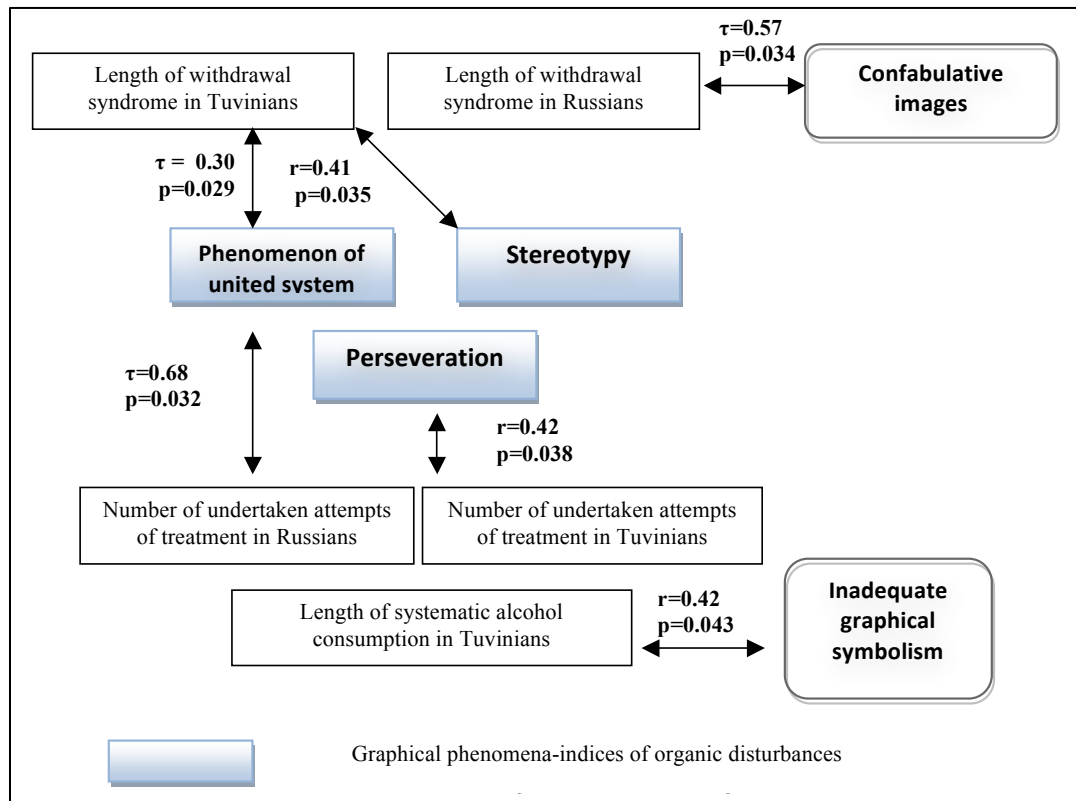 τ=0.57
p=0.034
Length of withdrawal
syndrome in Tuvinians
Length of withdrawal
syndrome in Russians
Confabulative
images
τ = 0.30
p=0.029
r=0.41
p=0.035
Phenomenon of
united system
Stereotypy
Perseveration
τ=0.68
p=0.032
r=0.42
p=0.038
Number of undertaken attempts
of treatment in Russians
Number of undertaken attempts
of treatment in Tuvinians
Length of systematic alcohol
consumption in Tuvinians
r=0.42
p=0.043
Inadequate
graphical
symbolism
Graphical phenomena-indices of organic disturbances